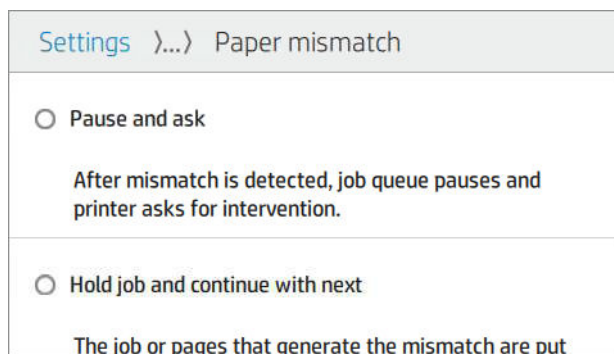 Settings 〉...〉 Paper mismatch
Pause and ask
After mismatch is detected, job queue pauses and
printer asks for intervention.
Hold job and continue with next
The job or pages that generate the mismatch are put